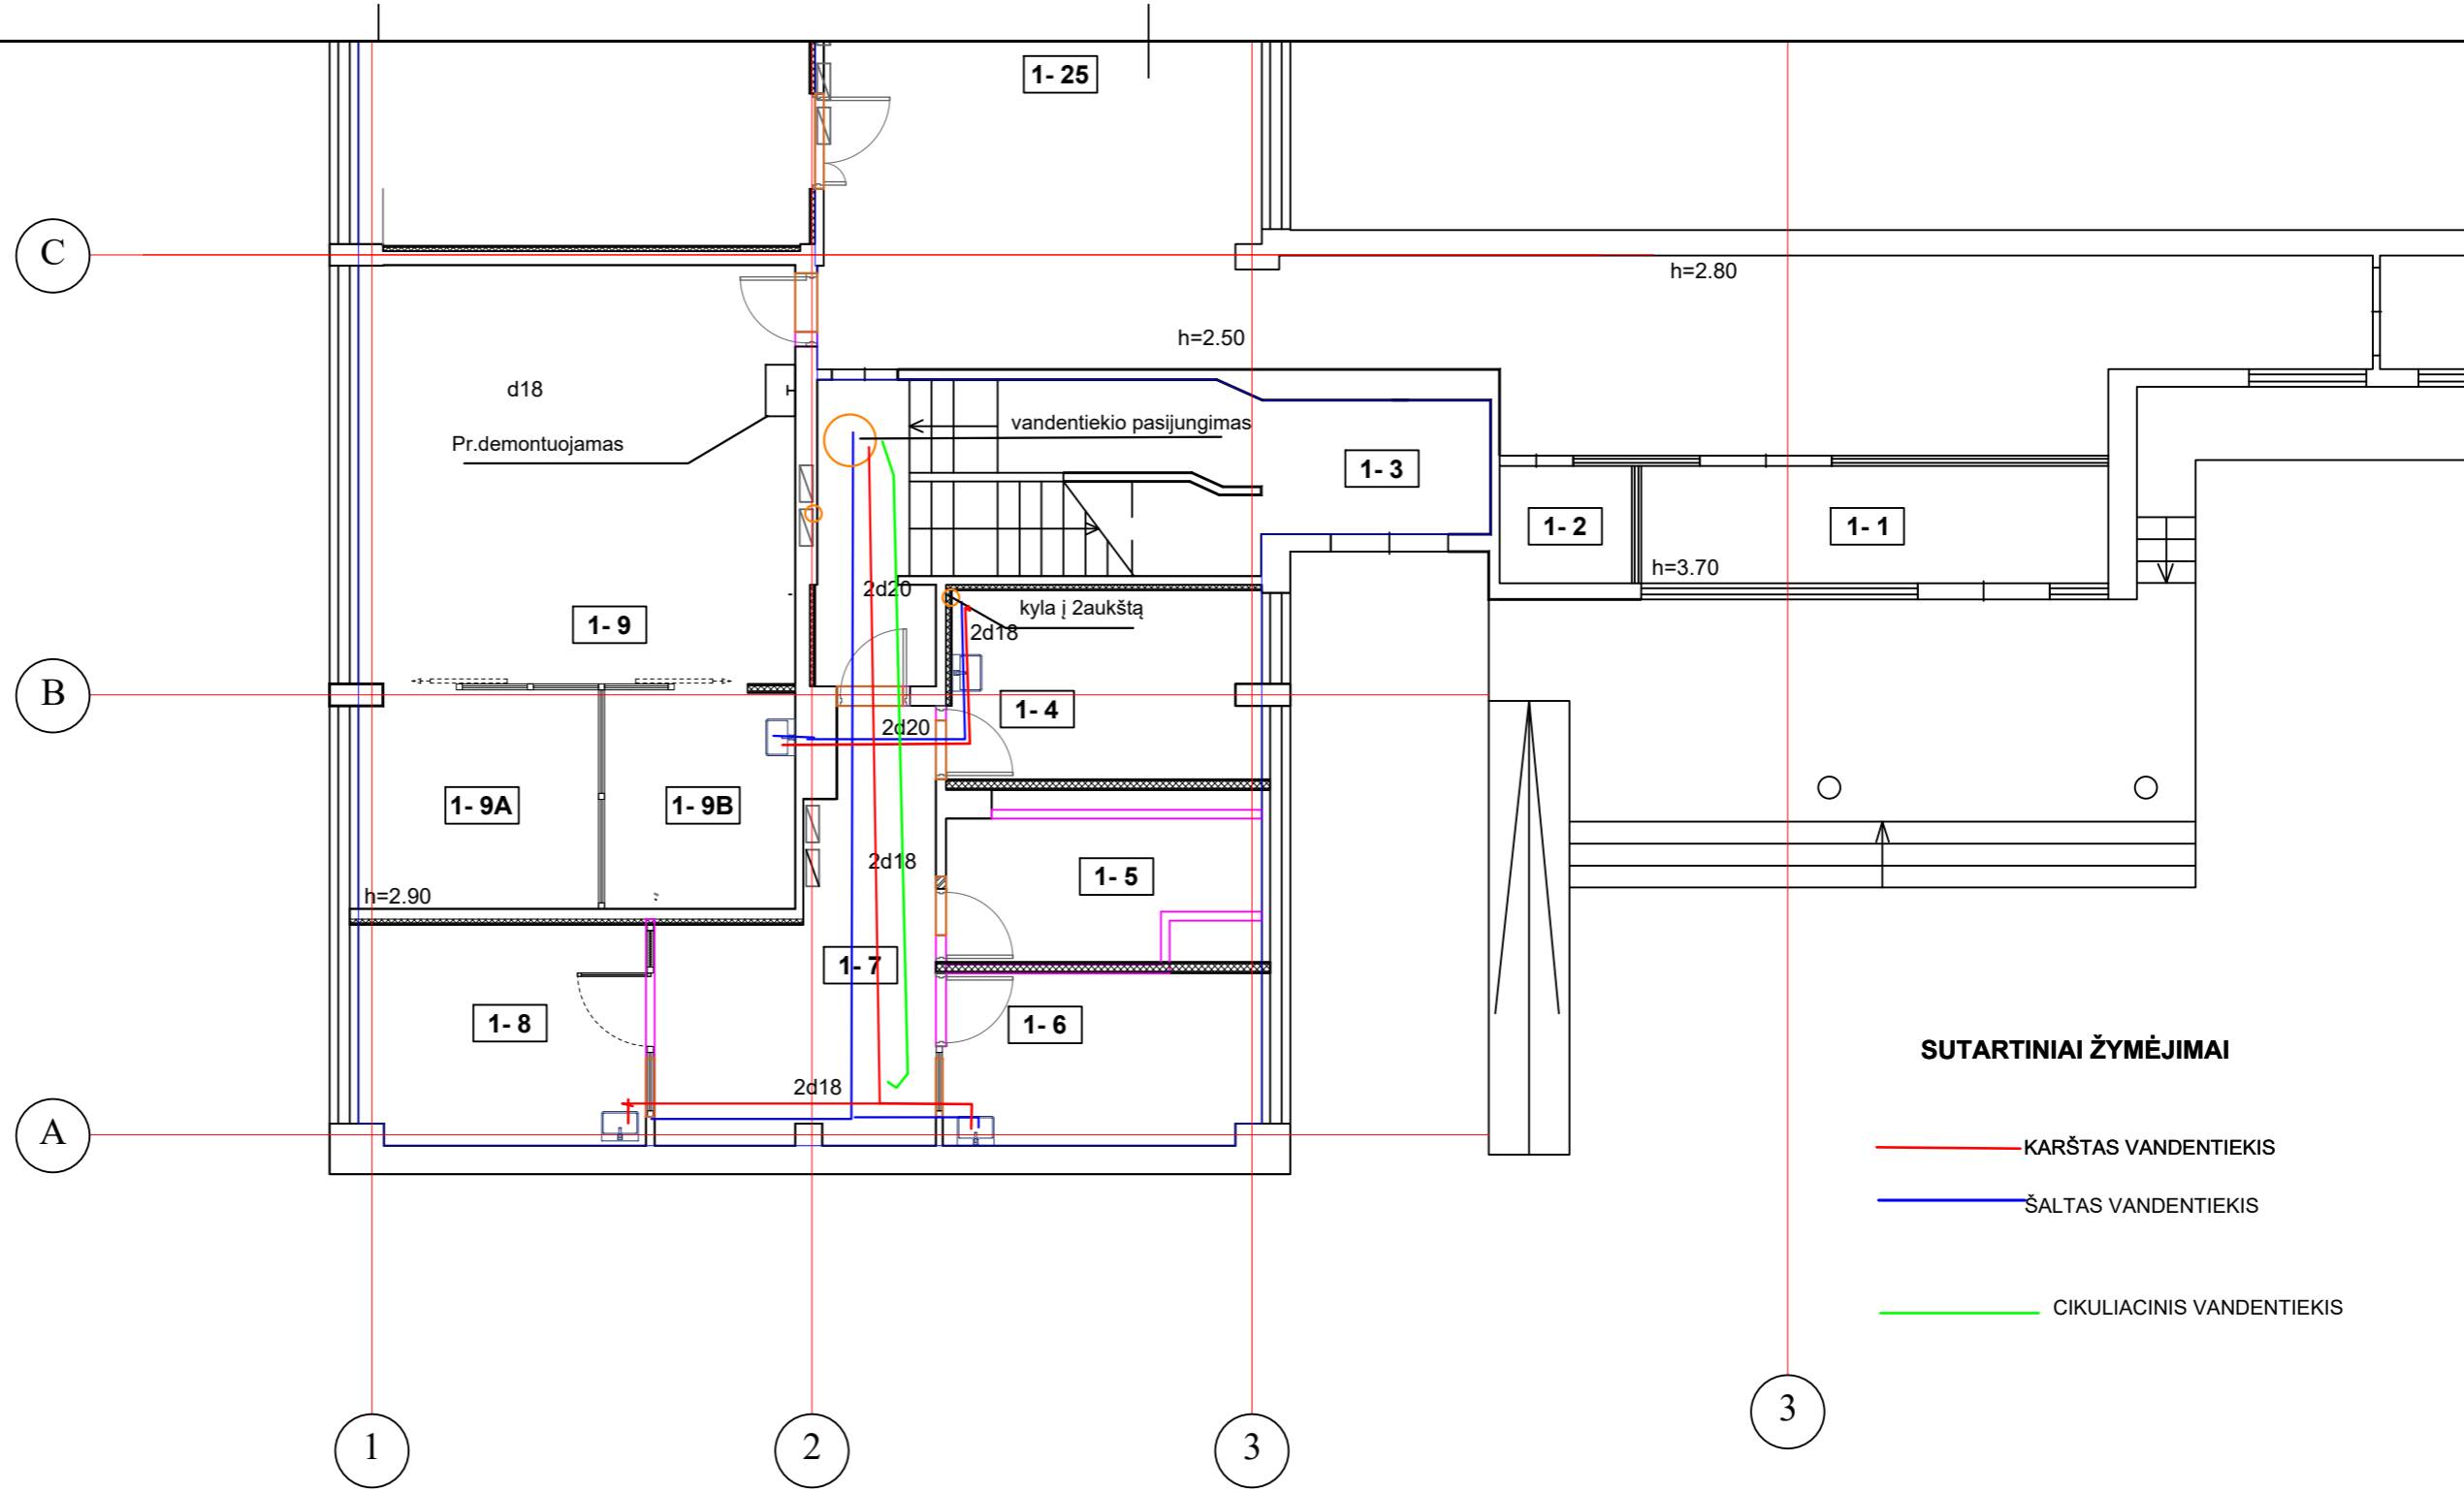 1- 25
C
h=2.80
h=2.50
d18
vandentiekio pasijungimas
Pr.demontuojamas
1- 3
1- 2
1- 1
h=3.70
2d20
kyla į 2aukštą
1- 9
2d18
B
1- 4
2d20
1- 9A
1- 9B
2d18
1- 5
h=2.90
1- 7
1- 8
1- 6
SUTARTINIAI ŽYMĖJIMAI
2d18
A
KARŠTAS VANDENTIEKIS
ŠALTAS VANDENTIEKIS
CIKULIACINIS VANDENTIEKIS
3
1
2
3